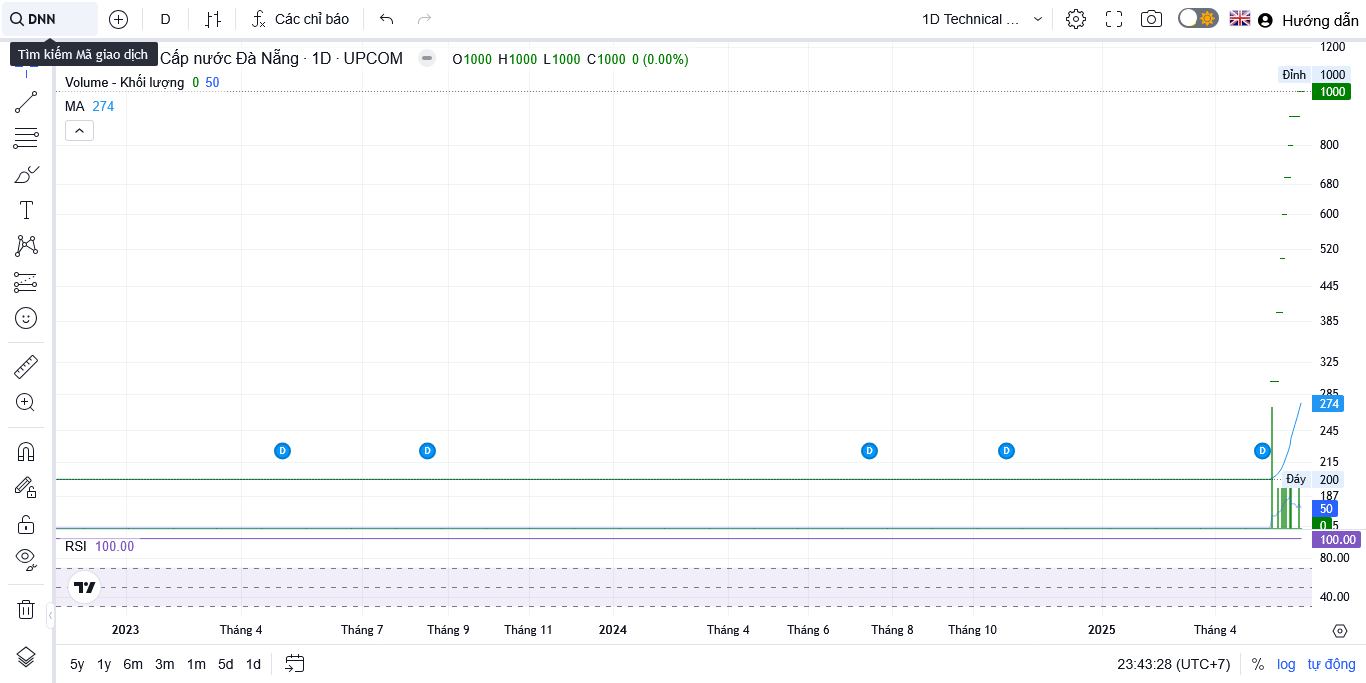 DNN
D
Các chỉ báo
1D Technical ...
Hướng dẫn
Tìm kiếm Mã giao dịch
Cấp nước Đà Nẵng · 1D · UPCOM
O1000 H1000 L1000 C1000 0 (0.00%)
Volume - Khối lượng 0 50
MA 274
1200
Đỉnh 1000
1000
800
680
600
520
445
385
325
285
274
245
215
Đáy 200
187
50
0
5
D
D
D
D
D
RSI 100.00
100.00
80.00
40.00
2023
Tháng 4
Tháng 7
Tháng 9
Tháng 11
2024
Tháng 4
Tháng 6
Tháng 8
Tháng 10
2025
Tháng 4
5y 1y 6m 3m 1m 5d 1d
23:43:28 (UTC+7)
% log tự động